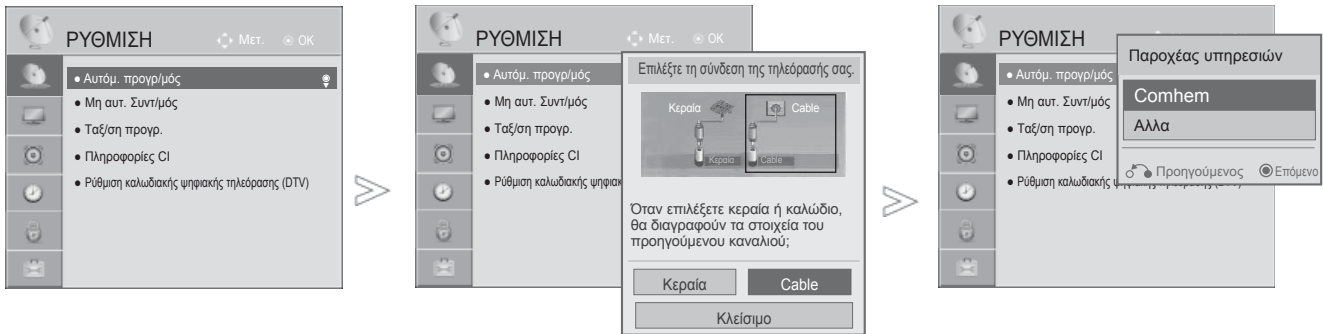 ΡΥΘΜΙΣΗ
Μετ. OK
● Αυτόμ. προγρ/μός
● Μη αυτ. Συντ/μός
● Ταξ/ση προγρ.
● Πληροφορίες CI
● Ρύθμιση καλωδιακής ψηφιακής τηλεόρασης (DTV)
ΡΥΘΜΙΣΗ
Μετ. OK
● Αυτόμ. προγρ/μός
● Μη αυτ. Συντ/μός
● Ταξ/ση προγρ.
● Πληροφορίες CI
● Ρύθμιση καλωδιακής ψηφιακ
Επιλέξτε τη σύνδεση της τηλεόρασής σας.
Κεραία Cable
Κεραία Cable
Όταν επιλέξετε κεραία ή καλώδιο,
θα διαγραφούν τα στοιχεία του
προηγούμενου καναλιού;
Κεραία Cable
Κλείσιμο
ΡΥΘΜΙΣΗ
● Αυτόμ. προγρ/μός
● Μη αυτ. Συντ/μός
● Ταξ/ση προγρ.
● Πληροφορίες CI
● Ρύθμιση καλωδιακής
Παροχέας υπηρεσιών
Comhem
Αλλα
Προηγούμενος Επόμενο